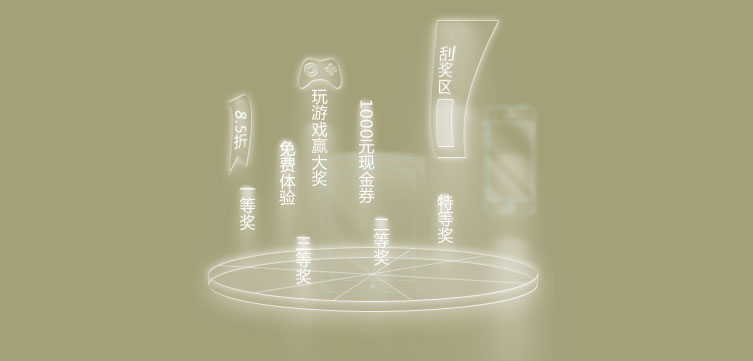 8.5折
一等奖
免费体验
三等奖
玩游戏赢大奖
1000元现金券
二等奖
刮奖区
特等奖